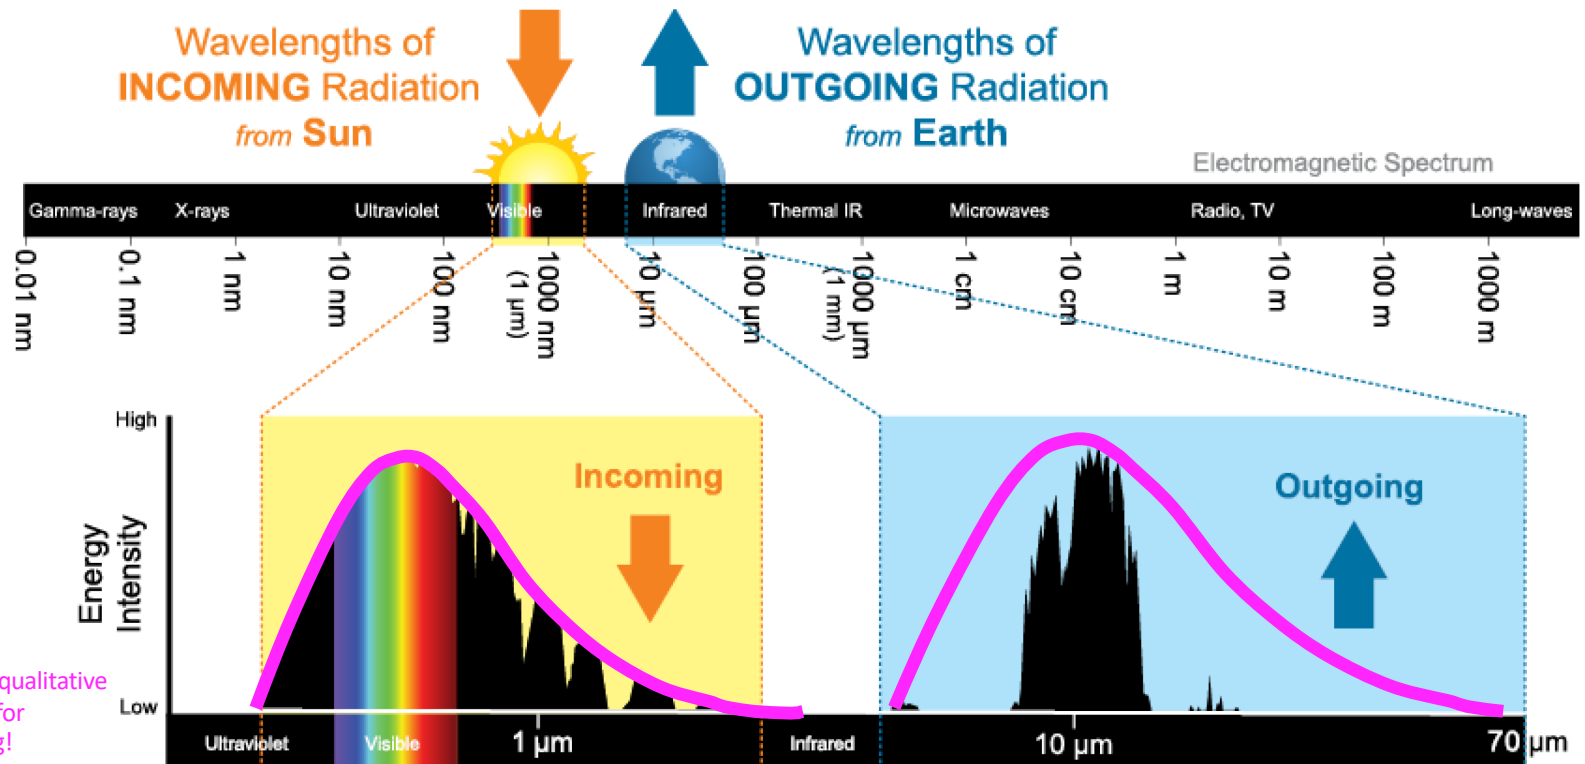 Wavelengths of
INCOMING Radiation
from Sun
Wavelengths of
OUTGOING Radiation
from Earth
Electromagnetic Spectrum
Gamma-rays X-rays Ultraviolet Visible Infrared Thermal IR Microwaves Radio, TV Long-waves
0.01 nm
0.1 nm
1 nm
10 nm
100 nm
1000 nm
(1 µm)
10 µm
100 µm
1000 µm
(1 mm)
1 cm
10 cm
1 m
10 m
100 m
1000 m
High
Energy
Intensity
Low
Incoming
Outgoing
qualitative
for
g!
Ultraviolet Visible 1 µm Infrared 10 µm 70 µm